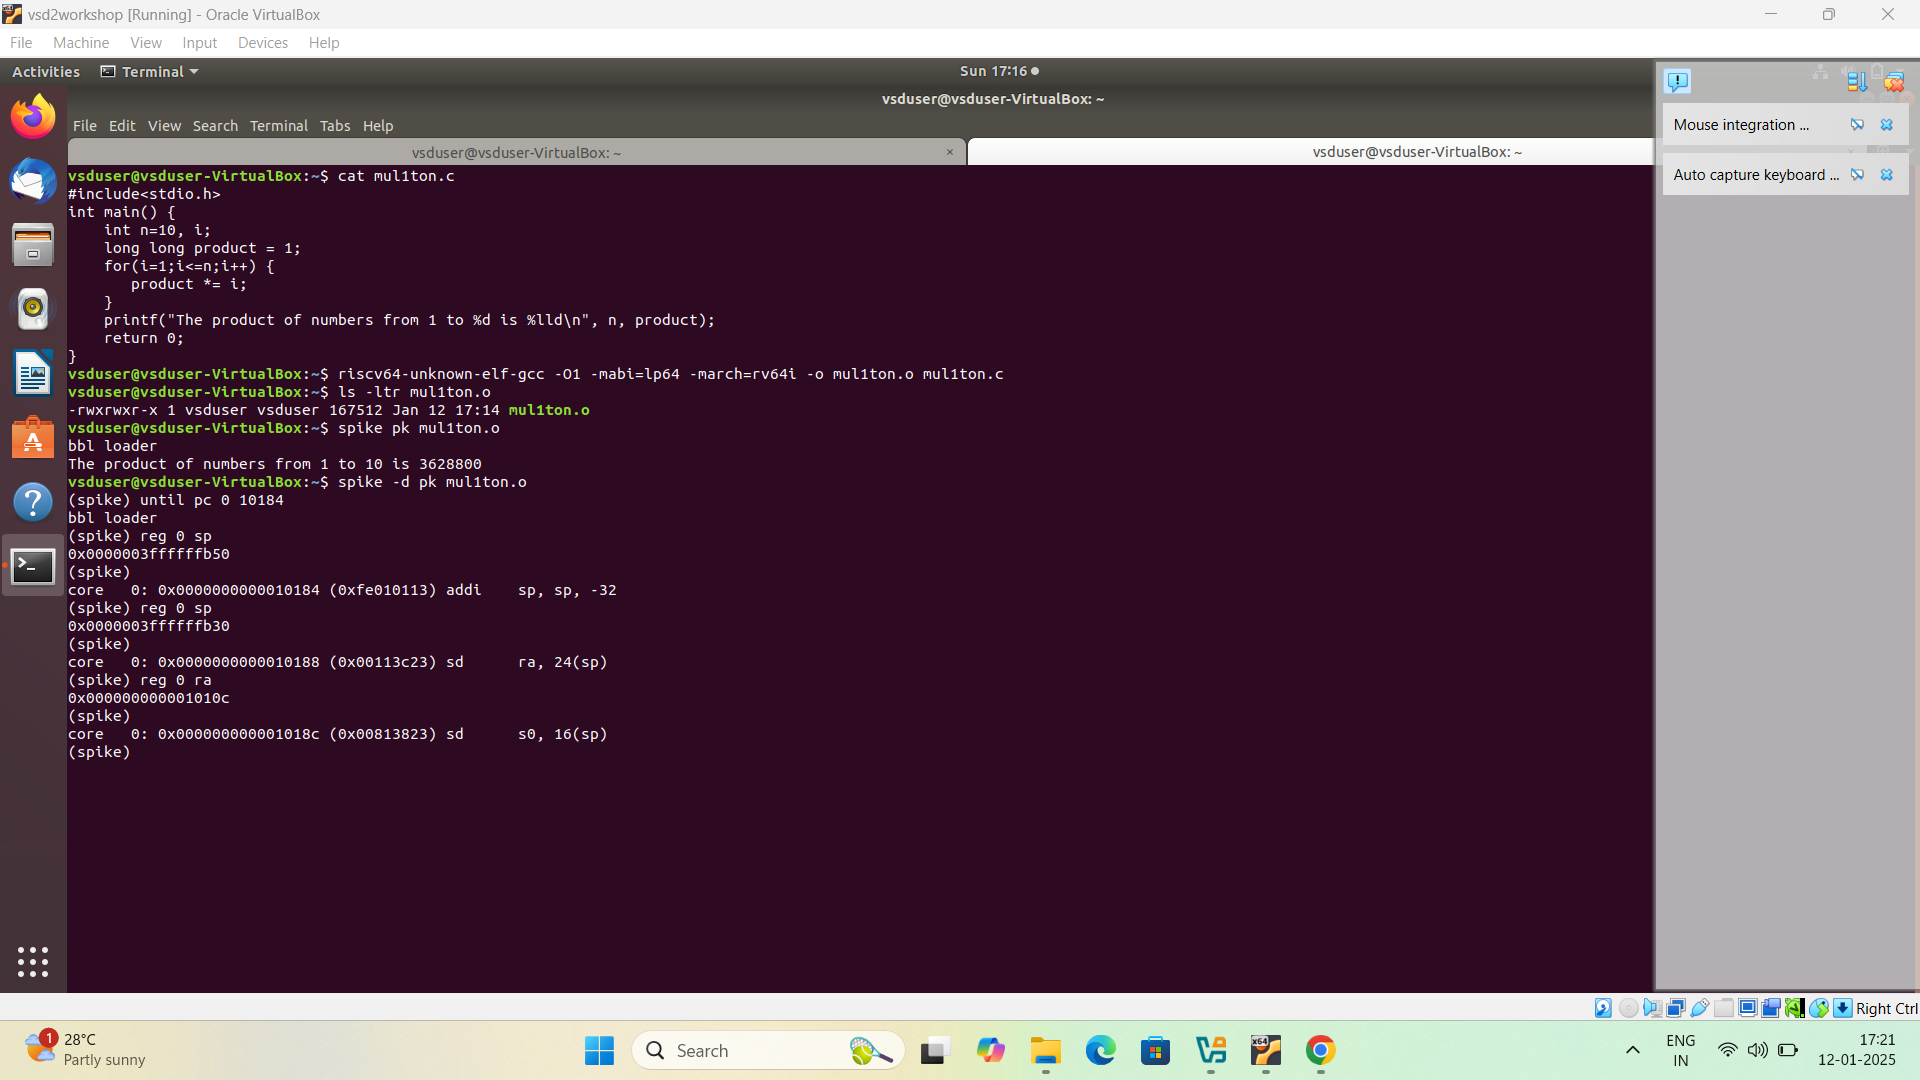 vsd2workshop [Running] - Oracle VirtualBox
File Machine View Input Devices Help
Activities Terminal Sun 17:16
vsduser@vsduser-VirtualBox: ~
File Edit View Search Terminal Tabs Help
vsduser@vsduser-VirtualBox: ~ × vsduser@vsduser-VirtualBox: ~
Mouse integration ...
Auto capture keyboard ...
vsduser@vsduser-VirtualBox:~$ cat mul1ton.c
#include<stdio.h>
int main() {
    int n=10, i;
    long long product = 1;
    for(i=1;i<=n;i++) {
       product *= i;
    }
    printf("The product of numbers from 1 to %d is %lld\n", n, product);
    return 0;
}
vsduser@vsduser-VirtualBox:~$ riscv64-unknown-elf-gcc -O1 -mabi=lp64 -march=rv64i -o mul1ton.o mul1ton.c
vsduser@vsduser-VirtualBox:~$ ls -ltr mul1ton.o
-rwxrwxr-x 1 vsduser vsduser 167512 Jan 12 17:14 mul1ton.o
vsduser@vsduser-VirtualBox:~$ spike pk mul1ton.o
bbl loader
The product of numbers from 1 to 10 is 3628800
vsduser@vsduser-VirtualBox:~$ spike -d pk mul1ton.o
(spike) until pc 0 10184
bbl loader
(spike) reg 0 sp
0x0000003ffffffb50
(spike)
core   0: 0x0000000000010184 (0xfe010113) addi    sp, sp, -32
(spike) reg 0 sp
0x0000003ffffffb30
(spike)
core   0: 0x0000000000010188 (0x00113c23) sd      ra, 24(sp)
(spike) reg 0 ra
0x000000000001010c
(spike)
core   0: 0x000000000001018c (0x00813823) sd      s0, 16(sp)
(spike)
Right Ctrl
1
28°C
Partly sunny
Search
ENG
IN
17:21
12-01-2025